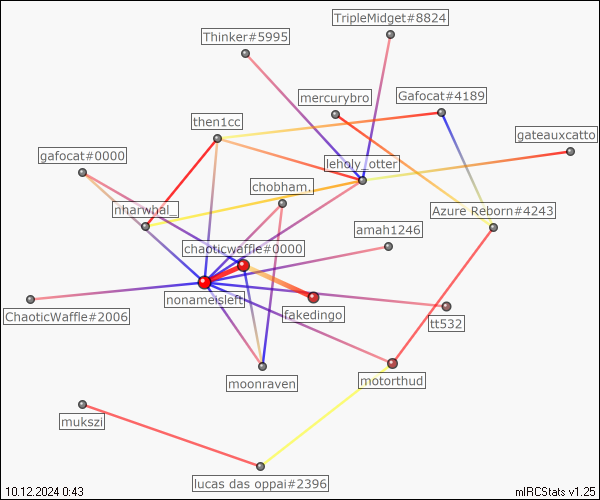 TripleMidget#8824
Thinker#5995
mercurybro
Gafocat#4189
then1cc
gateauxcatto
gafocat#0000
leholy_otter
chobham.
nharwhal_
Azure Reborn#4243
amah1246
chaoticwaffle#0000
nonameisleft
ChaoticWaffle#2006
fakedingo
tt532
moonraven
motorthud
mukszi
lucas das oppai#2396
10.12.2024 0:43
mIRCStats v1.25